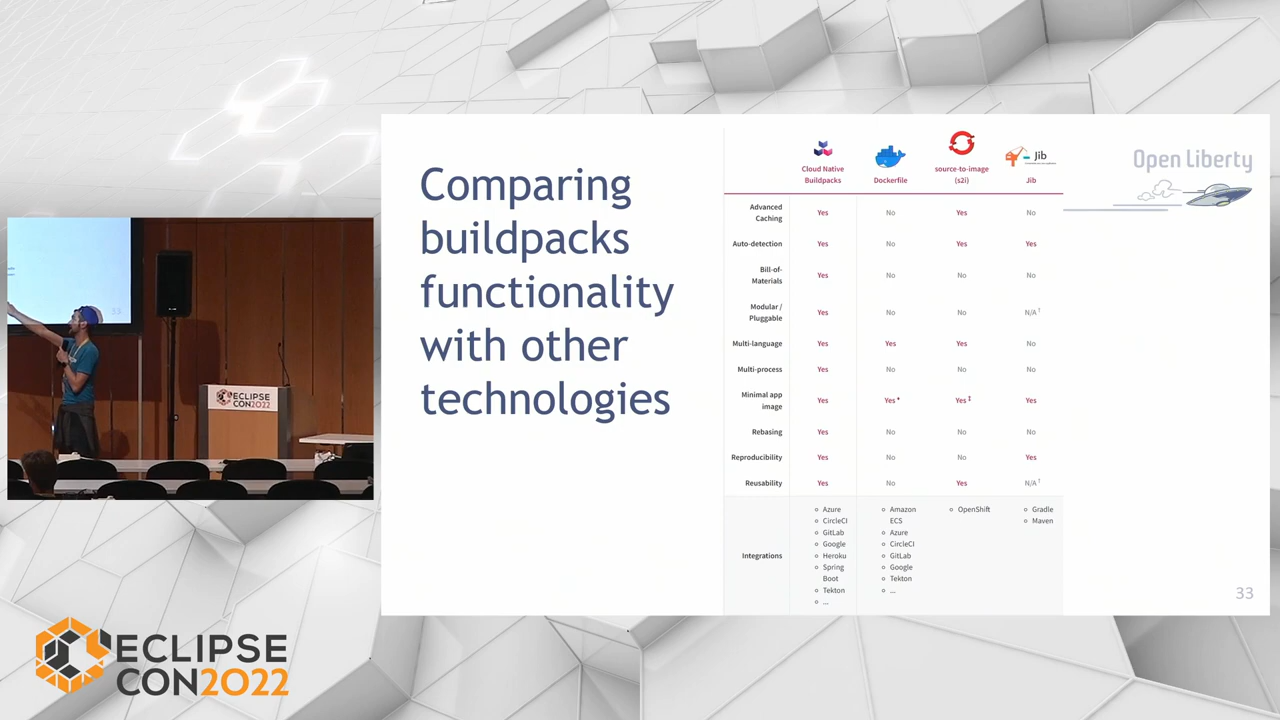 Comparing
buildpacks
functionality
with other
technologies
Cloud Native
Buildpacks
Dockerfile
source-to-image
(s2i)
Jib
Jib
Open Liberty
Advanced
Caching
Yes
No
Yes
No
Auto-detection
Yes
No
Yes
Yes
Bill-of-
Materials
Yes
No
No
No
Modular /
Pluggable
Yes
No
No
N/A†
Multi-language
Yes
Yes
Yes
No
Multi-process
Yes
No
No
No
Minimal app
image
Yes
Yes*
Yes‡
Yes
Rebasing
Yes
No
No
No
Reproducibility
Yes
No
No
Yes
Reusability
Yes
No
Yes
N/A†
Integrations
Azure
CircleCI
GitLab
Google
Heroku
Spring
Boot
Tekton
...
Amazon
ECS
Azure
CircleCI
GitLab
Google
Tekton
...
OpenShift
Gradle
Maven
33
33
ECLIPSE
CON2022
ECLIPSE
CON2022